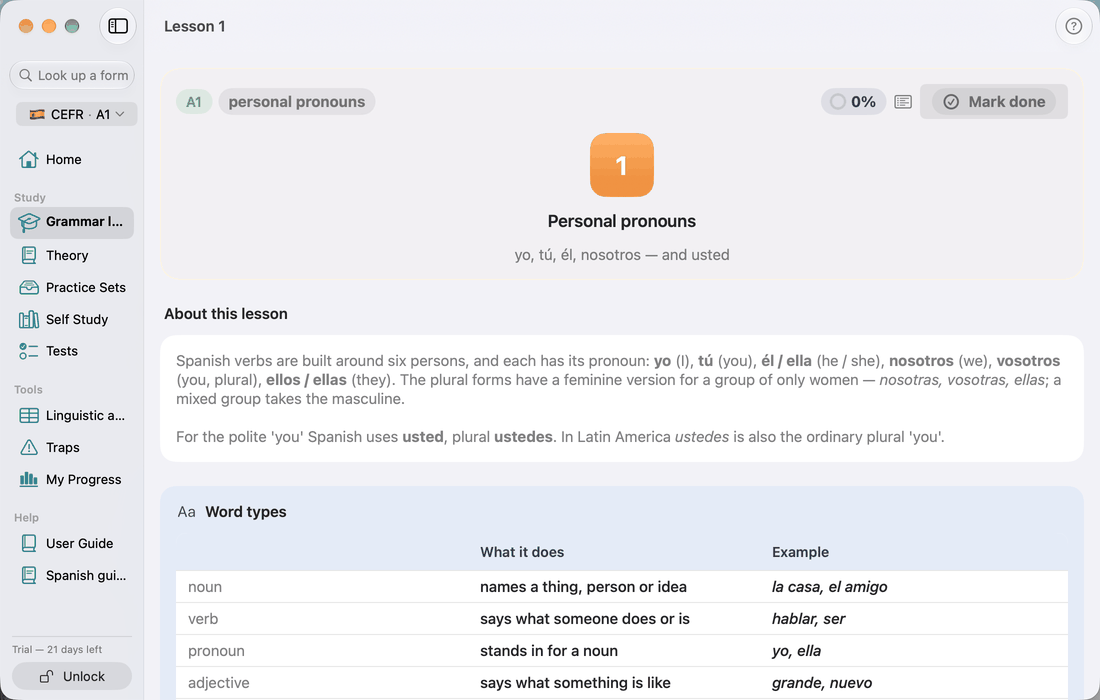 Lesson 1
?
Look up a form
CEFR · A1
Home
Study
Grammar l...
Theory
Practice Sets
Self Study
Tests
Tools
Linguistic a...
Traps
My Progress
Help
User Guide
Spanish gui...
Trial — 21 days left
Unlock
A1 personal pronouns 0% Mark done
1
Personal pronouns
yo, tú, él, nosotros — and usted
About this lesson
Spanish verbs are built around six persons, and each has its pronoun: yo (I), tú (you), él / ella (he / she), nosotros (we), vosotros
(you, plural), ellos / ellas (they). The plural forms have a feminine version for a group of only women — nosotras, vosotras, ellas; a
mixed group takes the masculine.
For the polite 'you' Spanish uses usted, plural ustedes. In Latin America ustedes is also the ordinary plural 'you'.
Aa Word types
What it does Example
noun names a thing, person or idea la casa, el amigo
verb says what someone does or is hablar, ser
pronoun stands in for a noun yo, ella
adjective says what something is like grande, nuevo